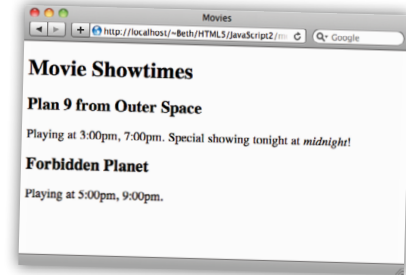 Movies
http://localhost/~Beth/HTML5/JavaScript2/
Google
Movie Showtimes
Plan 9 from Outer Space
Playing at 3:00pm, 7:00pm. Special showing tonight at midnight!
Forbidden Planet
Playing at 5:00pm, 9:00pm.